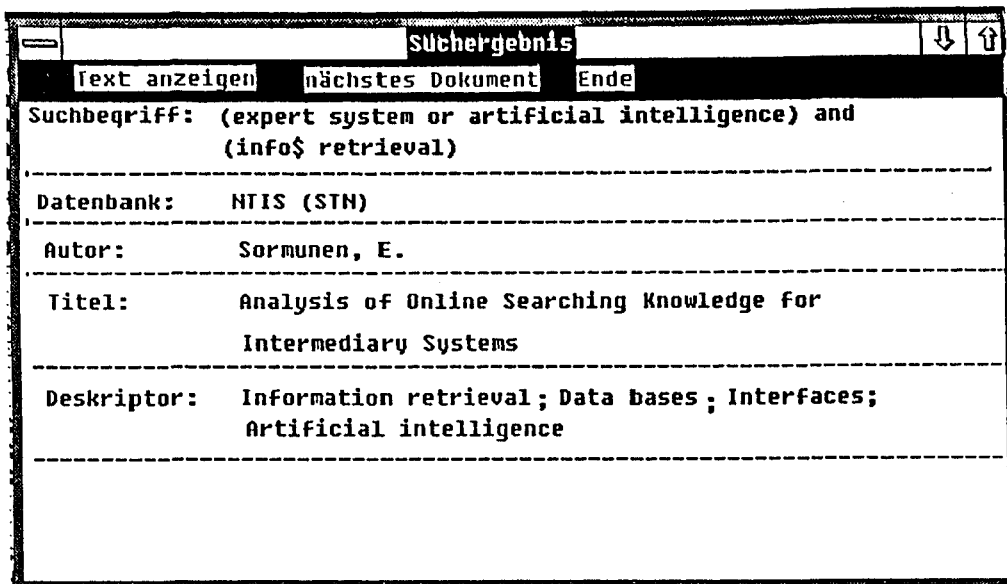 Suchergebnis
Text anzeigen nächstes Dokument Ende
Suchbegriff: (expert system or artificial intelligence) and
(info$ retrieval)
Datenbank: NTIS (STN)
Autor: Sormunen, E.
Titel: Analysis of Online Searching Knowledge for
Intermediary Systems
Deskriptor: Information retrieval; Data bases; Interfaces;
Artificial intelligence